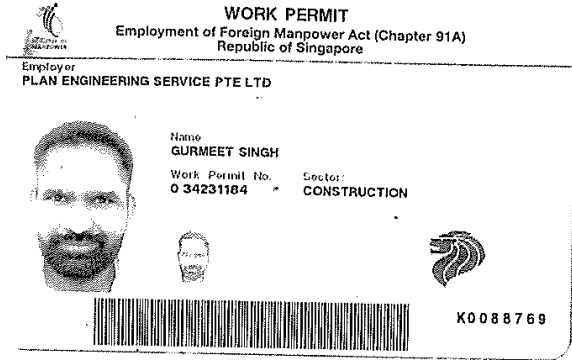 WORK PERMIT
Employment of Foreign Manpower Act (Chapter 91A)
Republic of Singapore
MANPOWER
Employer
PLAN ENGINEERING SERVICE PTE LTD
Name
GURMEET SINGH
Work Permit No. Sector:
0 34231184 CONSTRUCTION
K0088769